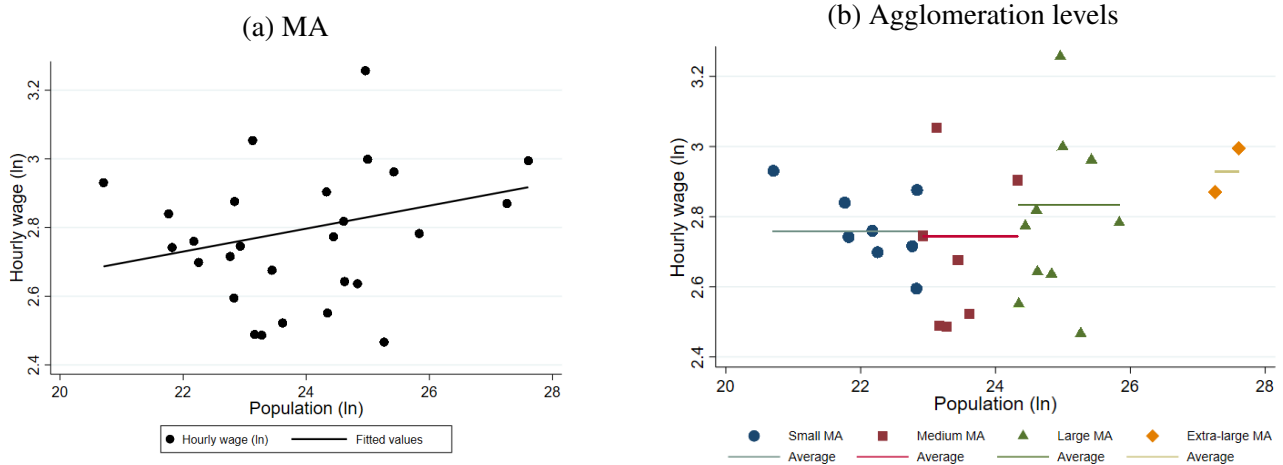 (a) MA
Hourly wage (ln)
3.2
3
2.8
2.6
2.4
20 22 24 26 28
Population (ln)
Hourly wage (ln) Fitted values
(b) Agglomeration levels
Hourly wage (ln)
3.2
3
2.8
2.6
2.4
20 22 24 26 28
Population (ln)
Small MA Medium MA Large MA Extra-large MA
Average Average Average Average